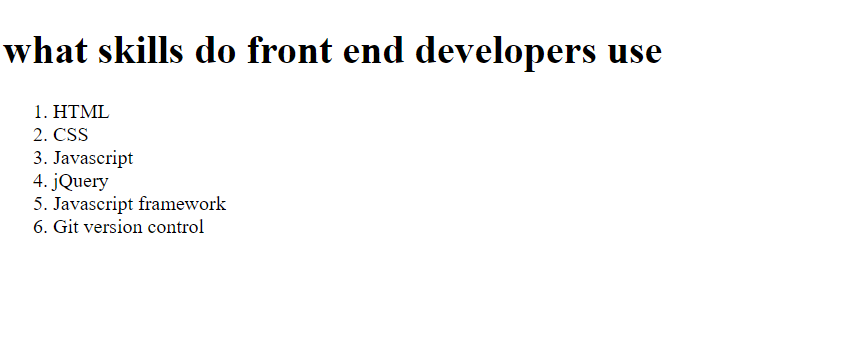 what skills do front end developers use
1. HTML
2. CSS
3. Javascript
4. jQuery
5. Javascript framework
6. Git version control